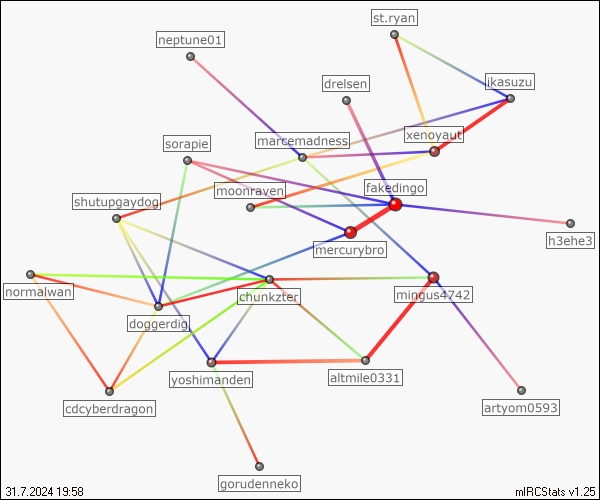 st.ryan
neptune01
drelsen
ikasuzu
xenoyaut
sorapie
marcemadness
moonraven
fakedingo
shutupgaydog
h3ehe3
mercurybro
normalwan
chunkzter
mingus4742
doggerdig
yoshimanden
altmile0331
cdcyberdragon
artyom0593
gorudenneko
31.7.2024 19:58
mIRCStats v1.25